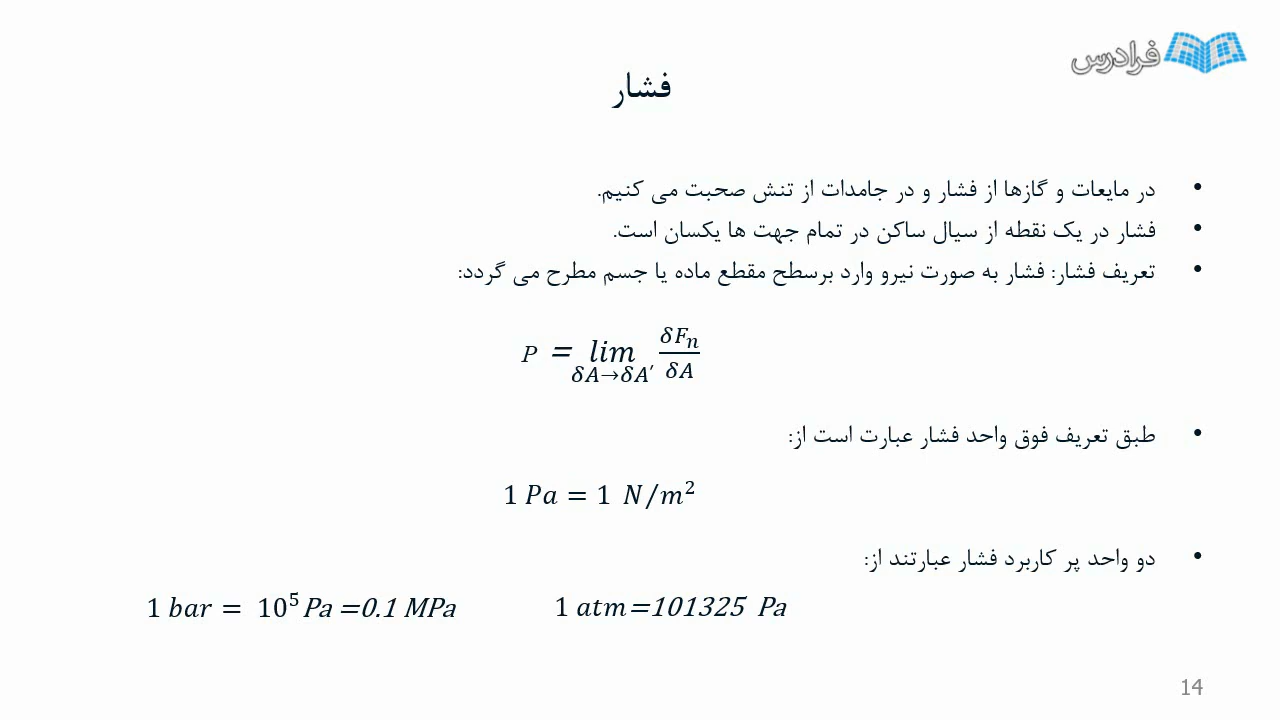 فرادرس
فشار
• در مایعات و گازها از فشار و در جامدات از تنش صحبت می کنیم.
• فشار در یک نقطه از سیال ساکن در تمام جهت ها یکسان است.
• تعریف فشار: فشار به صورت نیرو وارد برسطح مقطع ماده یا جسم مطرح می گردد:
P = lim δA→δA′ δFn/δA
• طبق تعریف فوق واحد فشار عبارت است از:
1 Pa = 1 N/m²
• دو واحد پر کاربرد فشار عبارتند از:
1 bar = 10⁵ Pa =0.1 MPa 1 atm=101325 Pa
14